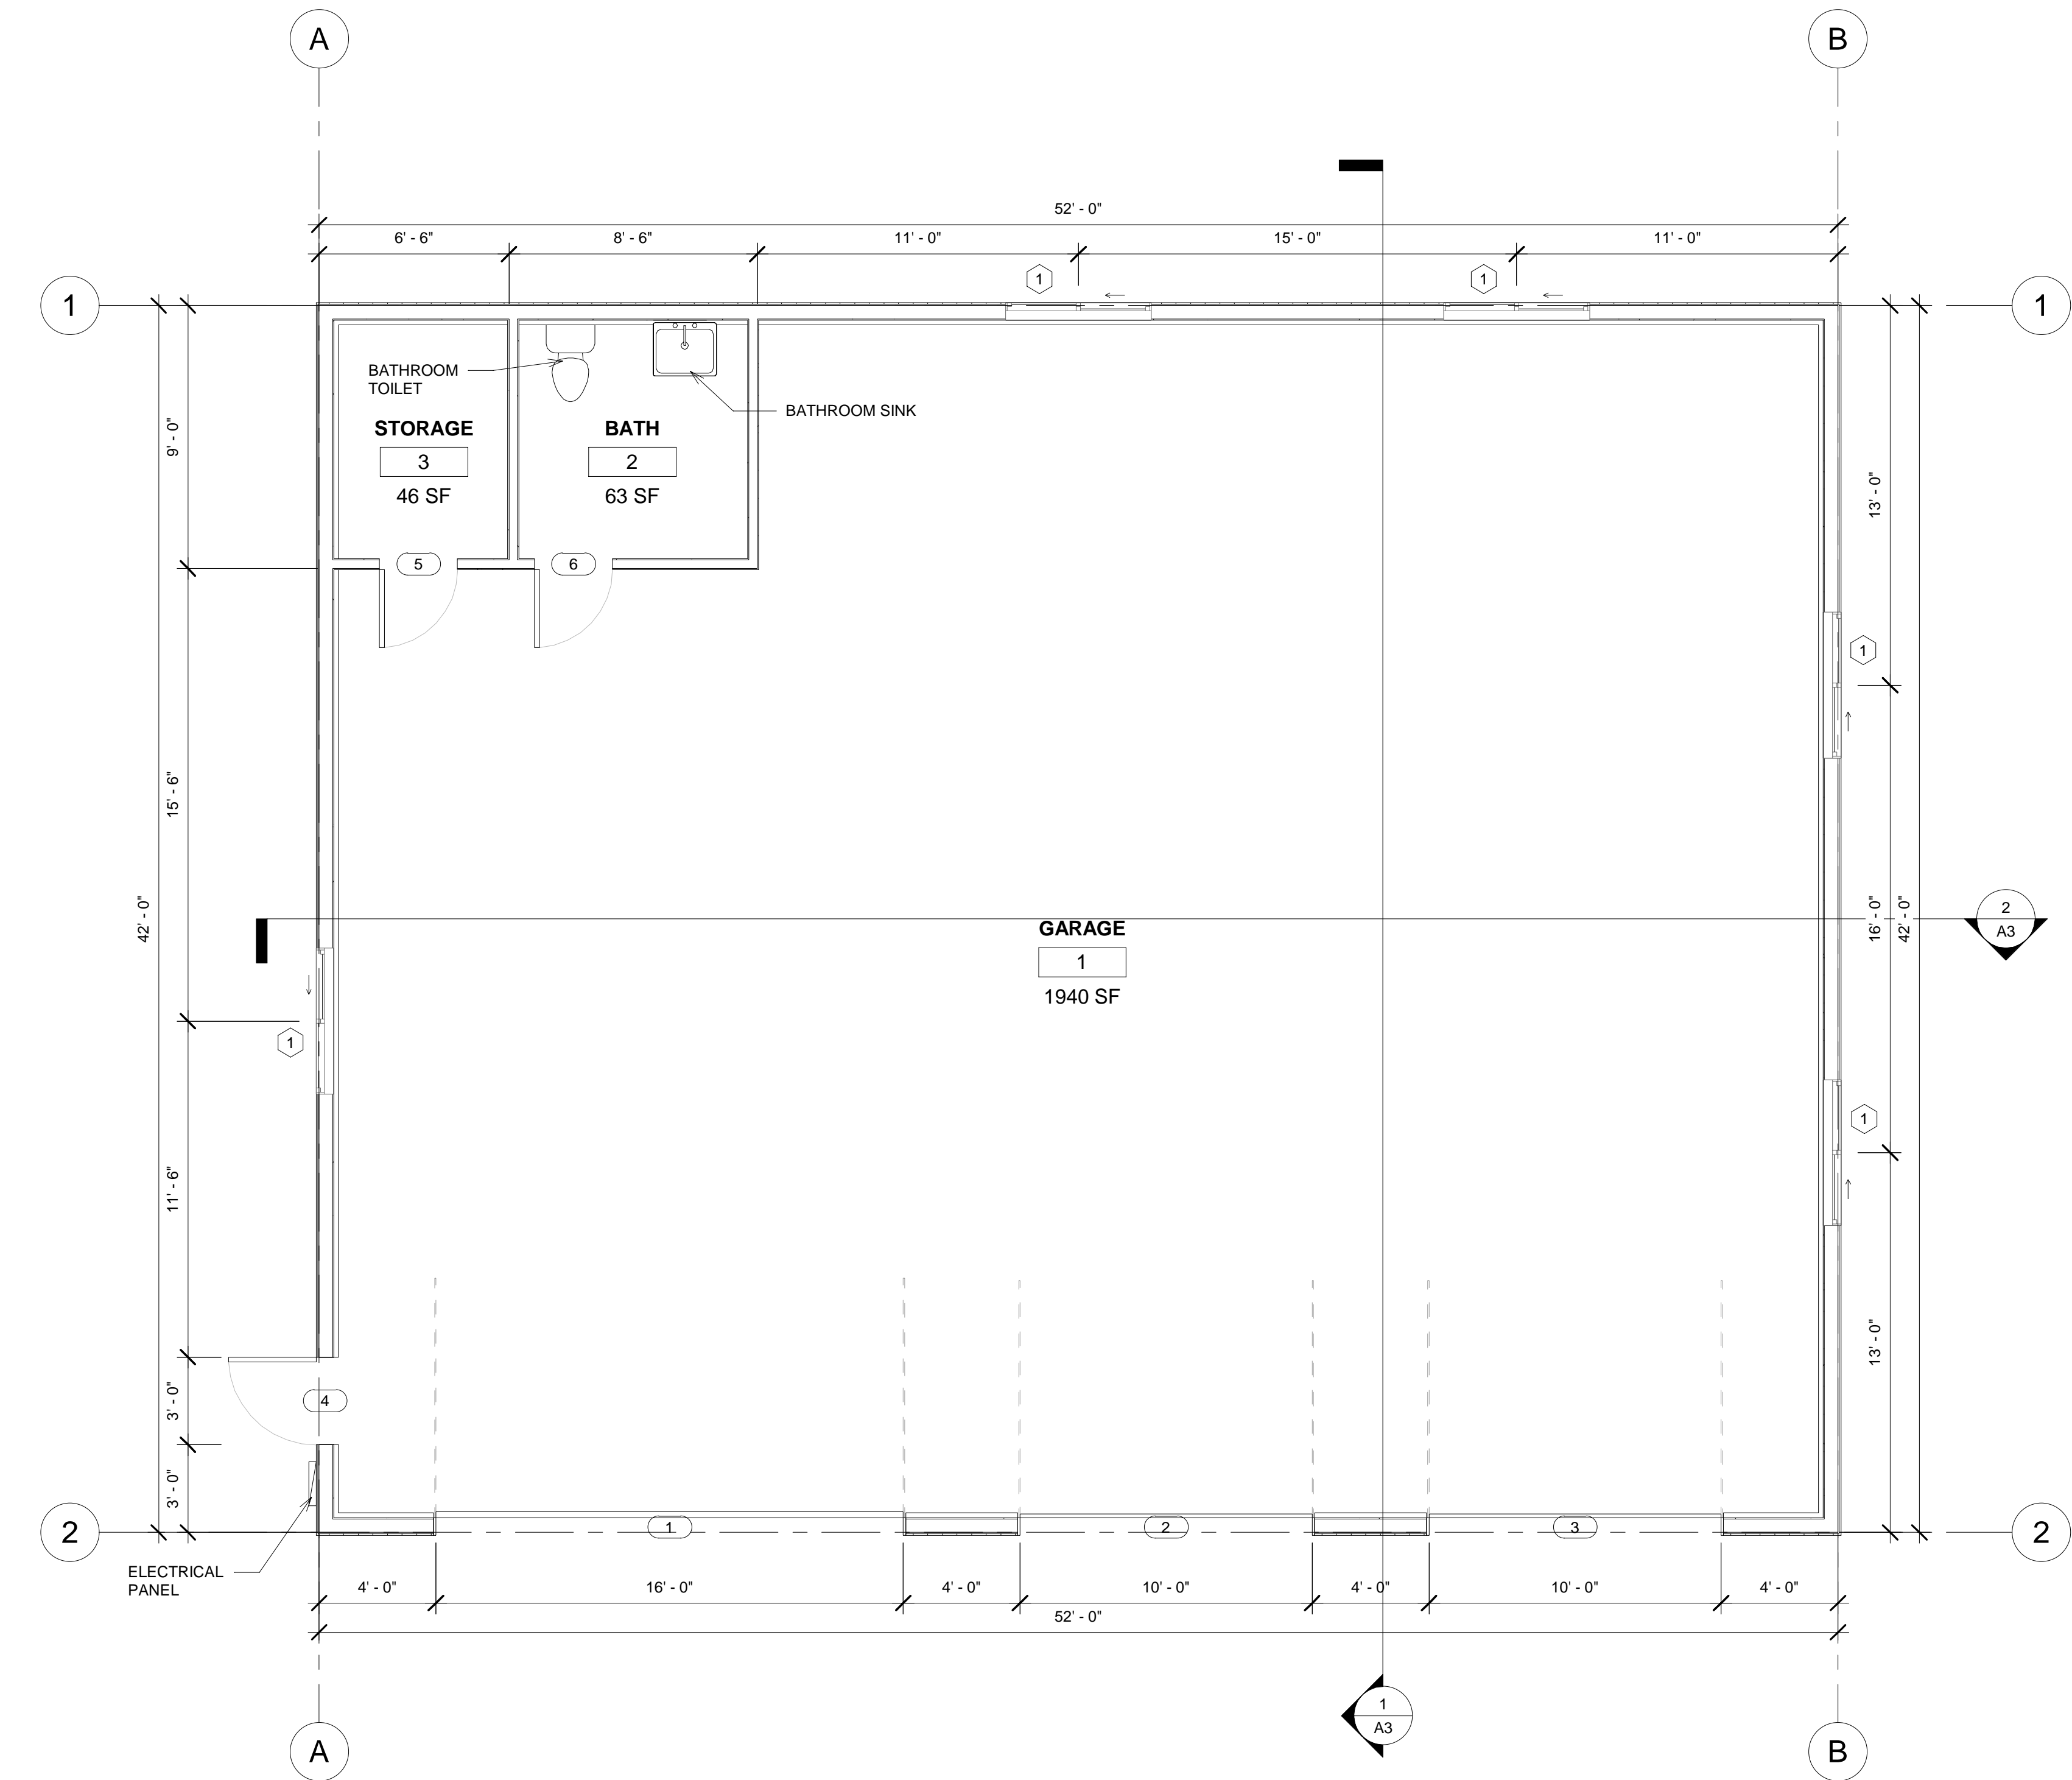 A
B
52' - 0"
6' - 6"
8' - 6"
11' - 0"
15' - 0"
11' - 0"
1
1
1
1
BATHROOM
TOILET
BATHROOM SINK
STORAGE
3
46 SF
BATH
2
63 SF
9' - 0"
13' - 0"
5
6
1
15' - 6"
42' - 0"
16' - 0"
42' - 0"
2
A3
GARAGE
1
1940 SF
1
1
11' - 6"
13' - 0"
3' - 0"
4
3' - 0"
2
1
2
3
2
ELECTRICAL
PANEL
4' - 0"
16' - 0"
4' - 0"
10' - 0"
4' - 0"
10' - 0"
4' - 0"
52' - 0"
1
A3
A
B